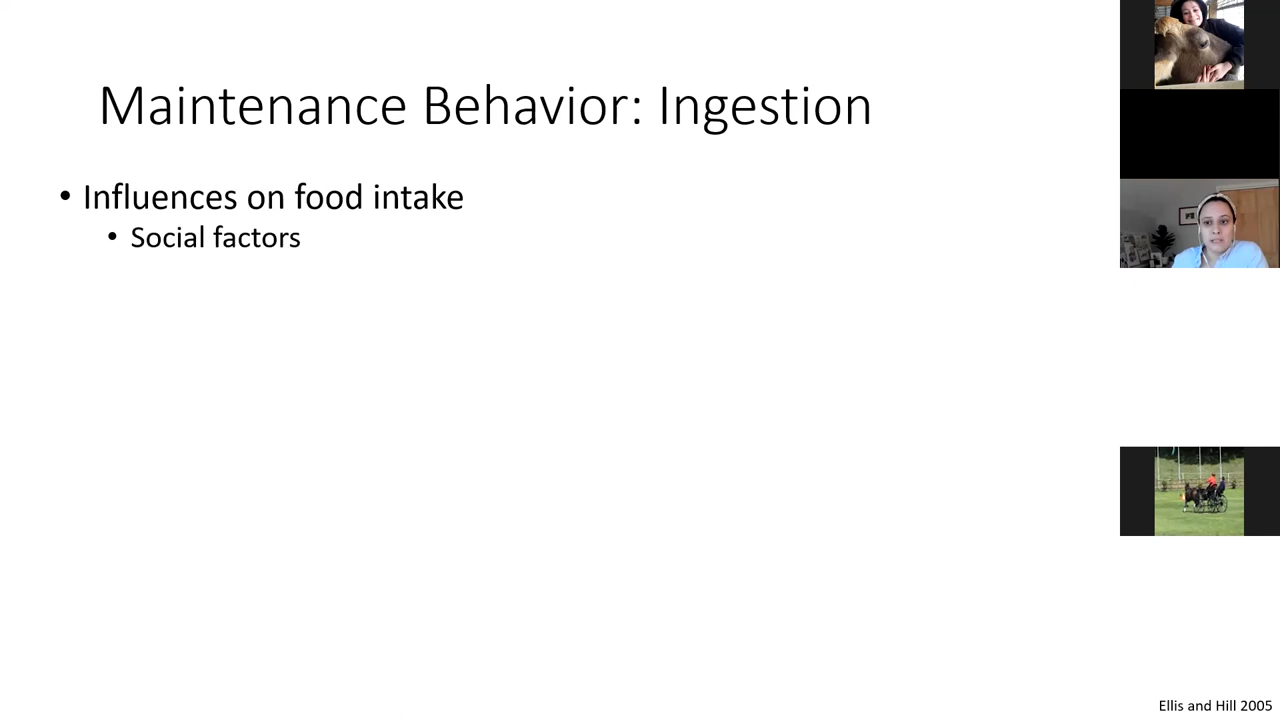 Maintenance Behavior: Ingestion
• Influences on food intake
• Social factors
Ellis and Hill 2005